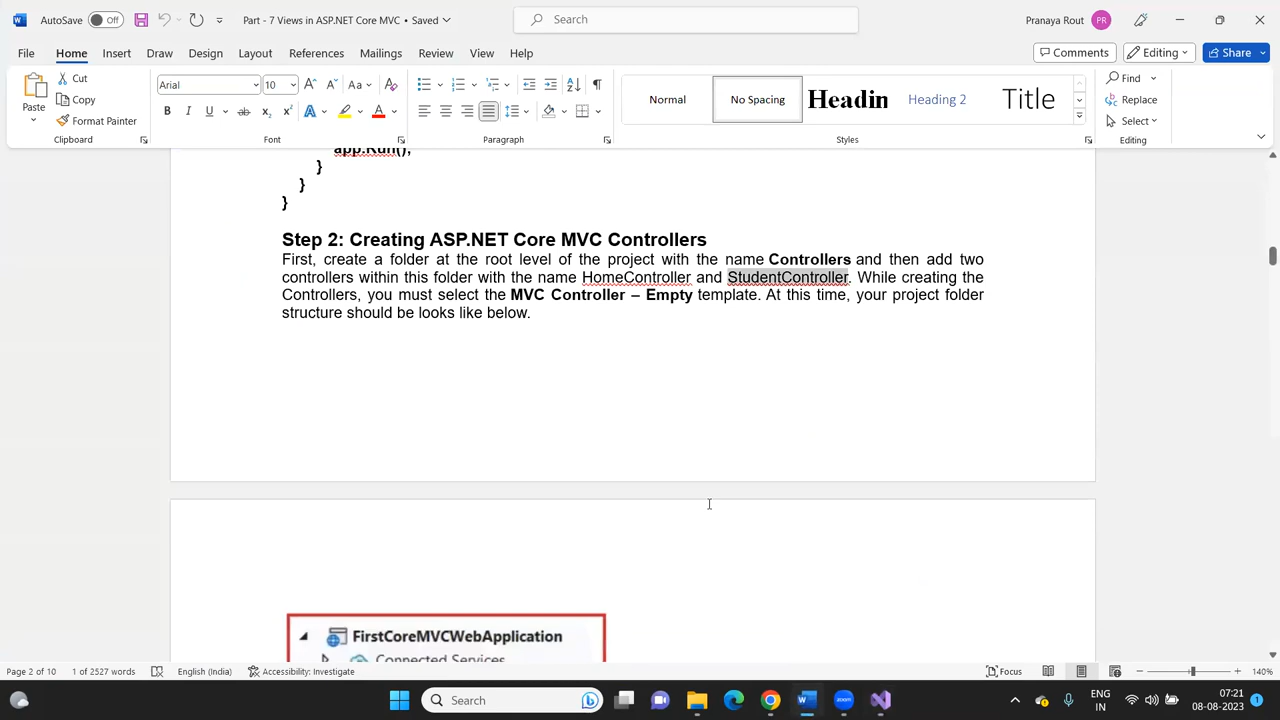 AutoSave Off Part - 7 Views in ASP.NET Core MVC • Saved Search Pranaya Rout PR
File Home Insert Draw Design Layout References Mailings Review View Help Comments Editing Share
Paste Cut Copy Format Painter Clipboard
Arial 10 Aa A B I U ab x₂ x² A A Font
Paragraph
Normal No Spacing Headin Heading 2 Title Styles
Find Replace Select Editing
app.Run();
}
}
}
Step 2: Creating ASP.NET Core MVC Controllers
First, create a folder at the root level of the project with the name Controllers and then add two
controllers within this folder with the name HomeController and StudentController. While creating the
Controllers, you must select the MVC Controller – Empty template. At this time, your project folder
structure should be looks like below.
FirstCoreMVCWebApplication
Connected Services
Page 2 of 10 1 of 2527 words English (India) Accessibility: Investigate Focus 140%
Search zoom ENG IN 07:21 08-08-2023